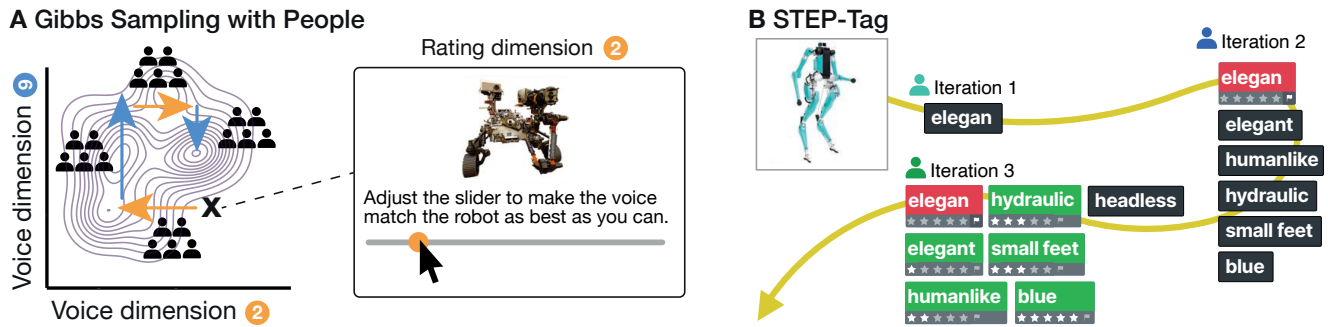 A Gibbs Sampling with People
Rating dimension 2
Voice dimension 9
Voice dimension 2
X
Adjust the slider to make the voice
match the robot as best as you can.
B STEP-Tag
Iteration 1
elegan
Iteration 2
elegan
elegant
humanlike
hydraulic
small feet
blue
Iteration 3
elegan hydraulic headless
elegant small feet
humanlike blue